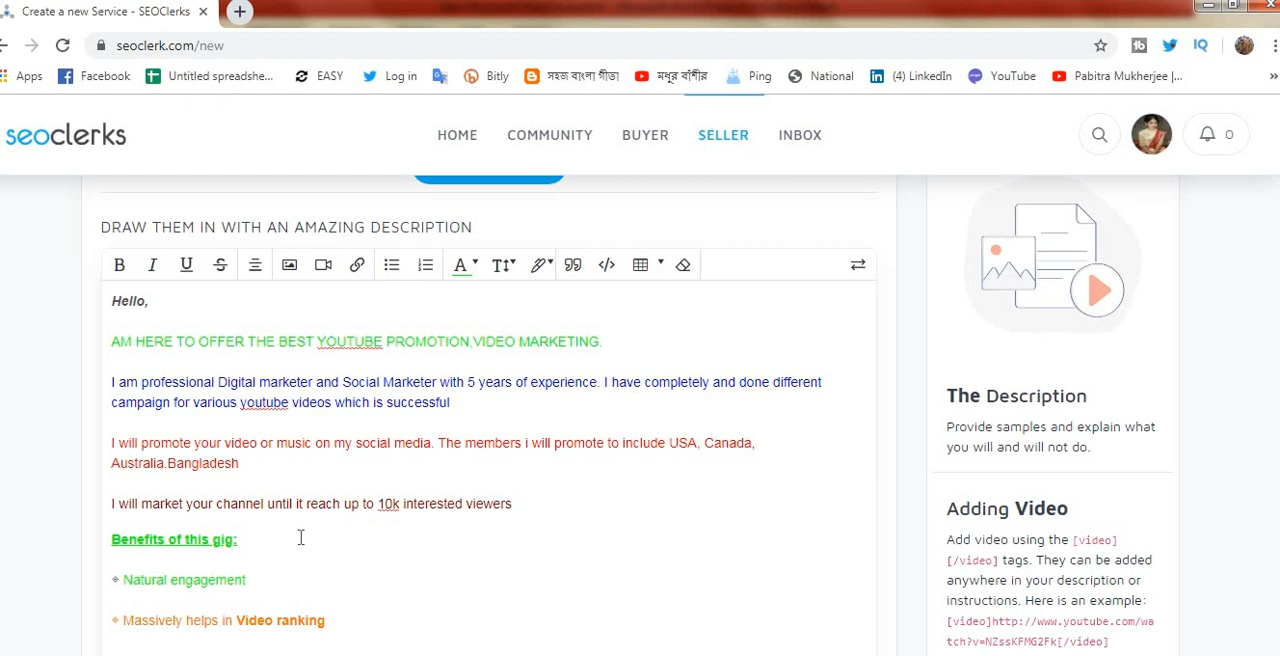 Create a new Service - SEOClerks
seoclerk.com/new
Apps Facebook Untitled spreadshe... EASY Log in Bitly সহজ বাংলা গীতা মধুর বাঁশীর Ping National (4) LinkedIn YouTube Pabitra Mukherjee |... »
seoclerks HOME COMMUNITY BUYER SELLER INBOX 0
DRAW THEM IN WITH AN AMAZING DESCRIPTION
Hello,
AM HERE TO OFFER THE BEST YOUTUBE PROMOTION,VIDEO MARKETING.
I am professional Digital marketer and Social Marketer with 5 years of experience. I have completely and done different
campaign for various youtube videos which is successful
I will promote your video or music on my social media. The members i will promote to include USA, Canada,
Australia.Bangladesh
I will market your channel until it reach up to 10k interested viewers
Benefits of this gig:
Natural engagement
Massively helps in Video ranking
The Description
Provide samples and explain what
you will and will not do.
Adding Video
Add video using the [video]
[/video] tags. They can be added
anywhere in your description or
instructions. Here is an example:
[video]http://www.youtube.com/wa
tch?v=NZssKFMG2Fk[/video]